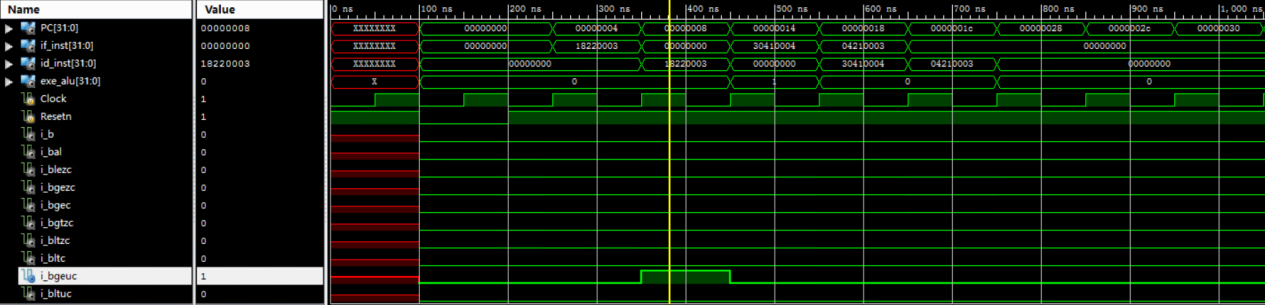 Name Value 0 ns 100 ns 200 ns 300 ns 400 ns 500 ns 600 ns 700 ns 800 ns 900 ns 1,000 ns
PC[31:0] 00000008 XXXXXXXX 00000000 00000004 00000008 00000014 00000018 0000001c 00000028 0000002c 00000030
if_inst[31:0] 00000000 XXXXXXXX 00000000 18220003 00000000 30410004 04210003 00000000
id_inst[31:0] 18220003 XXXXXXXX 00000000 18220003 00000000 30410004 04210003 00000000
exe_alu[31:0] 0 X 0 1 0 0
Clock 1
Resetn 1
i_b 0
i_bal 0
i_blezc 0
i_bgezc 0
i_bgec 0
i_bgtzc 0
i_bltzc 0
i_bltc 0
i_bgeuc 1
i_bltuc 0